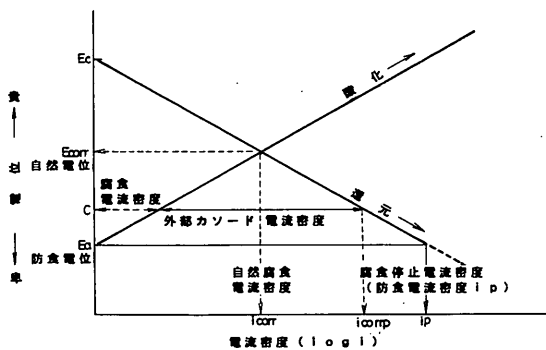 Ec
酸化
貴
電位
卑
Ecorr
自然電位
腐食
電流密度
還元
C
外部カソード電流密度
Ea
防食電位
自然腐食
電流密度
腐食停止電流密度
(防食電流密度ip)
icorr
icorrp
ip
電流密度(logi)